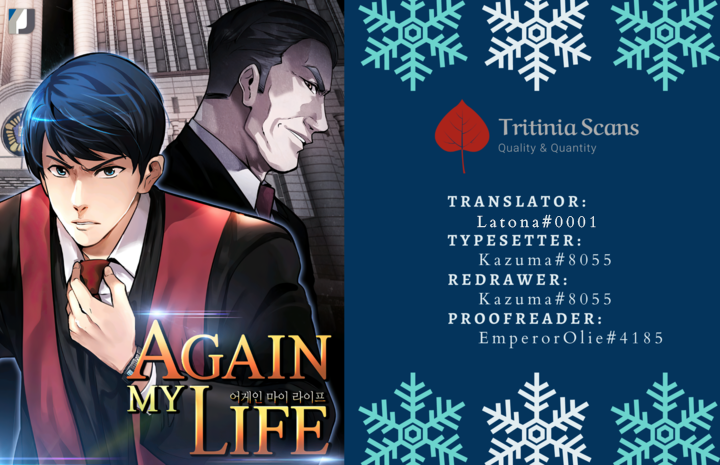 AGAIN
MY LIFE
어게인 마이 라이프
Tritinia Scans
Quality & Quantity
TRANSLATOR:
Latona#0001
TYPESETTER:
Kazuma#8055
REDRAWER:
Kazuma#8055
PROOFREADER:
EmperorOlie#4185